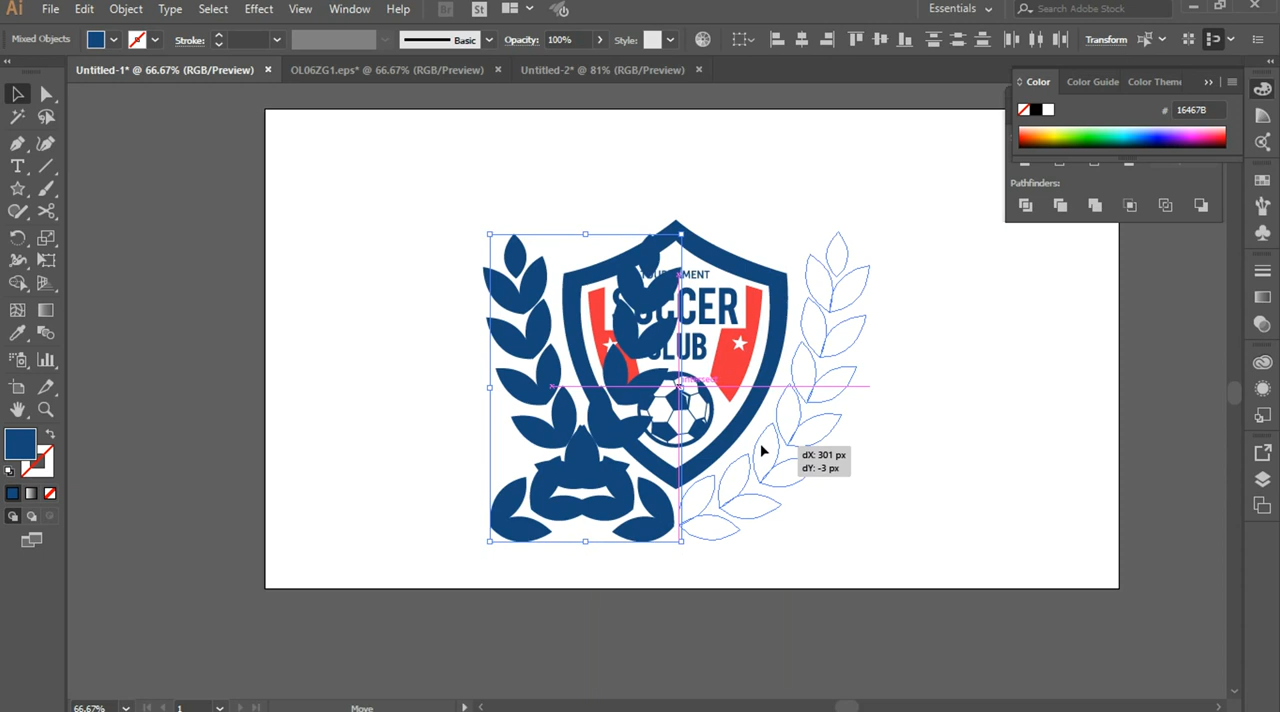 Ai File Edit Object Type Select Effect View Window Help Br St Essentials Search Adobe Stock
Mixed Objects Stroke: Basic Opacity: 100% Style: Transform
Untitled-1* @ 66.67% (RGB/Preview) × OL06ZG1.eps* @ 66.67% (RGB/Preview) × Untitled-2* @ 81% (RGB/Preview) ×
Color Color Guide Color Theme
# 16467B
Pathfinders:
SOCCER
CLUB
intersect
dX: 301 px
dY: -3 px
66.67% 1 Move